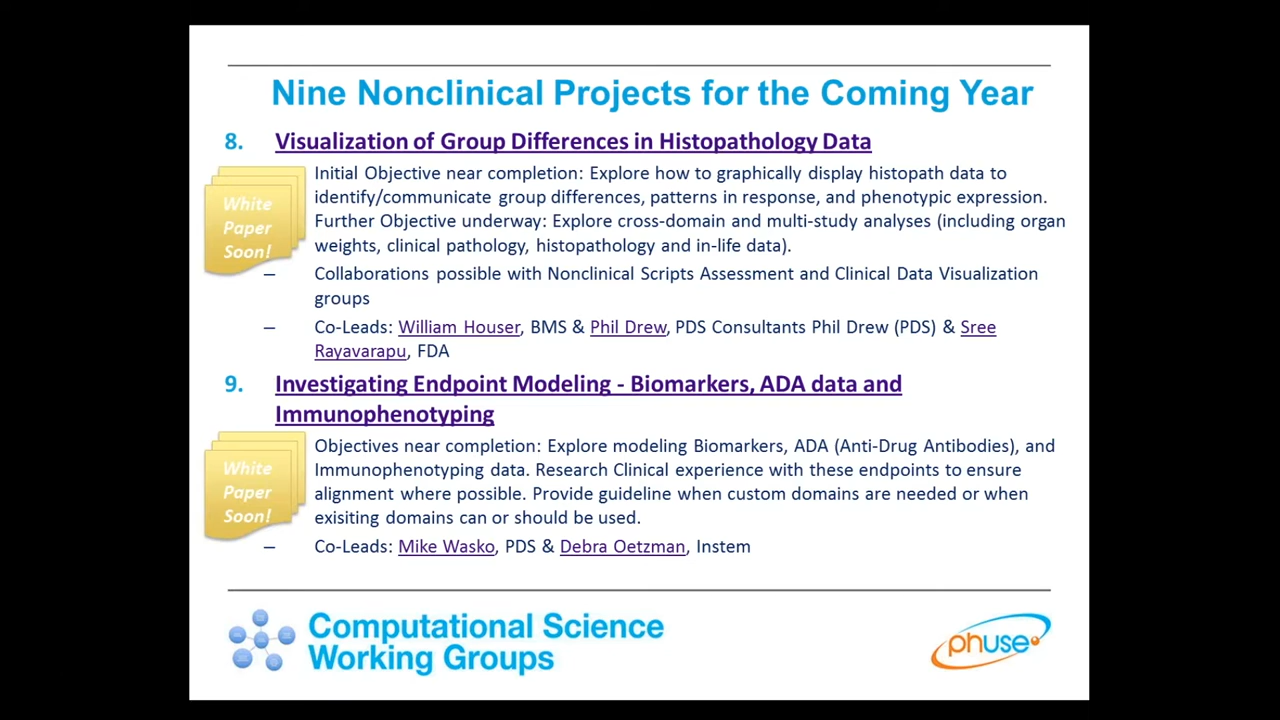 Nine Nonclinical Projects for the Coming Year
8. Visualization of Group Differences in Histopathology Data
White
Paper
Soon!
Initial Objective near completion: Explore how to graphically display histopath data to
identify/communicate group differences, patterns in response, and phenotypic expression.
Further Objective underway: Explore cross-domain and multi-study analyses (including organ
weights, clinical pathology, histopathology and in-life data).
– Collaborations possible with Nonclinical Scripts Assessment and Clinical Data Visualization
groups
– Co-Leads: William Houser, BMS & Phil Drew, PDS Consultants Phil Drew (PDS) & Sree
Rayavarapu, FDA
9. Investigating Endpoint Modeling - Biomarkers, ADA data and
Immunophenotyping
White
Paper
Soon!
Objectives near completion: Explore modeling Biomarkers, ADA (Anti-Drug Antibodies), and
Immunophenotyping data. Research Clinical experience with these endpoints to ensure
alignment where possible. Provide guideline when custom domains are needed or when
exisiting domains can or should be used.
– Co-Leads: Mike Wasko, PDS & Debra Oetzman, Instem
Computational Science
Working Groups
phuse